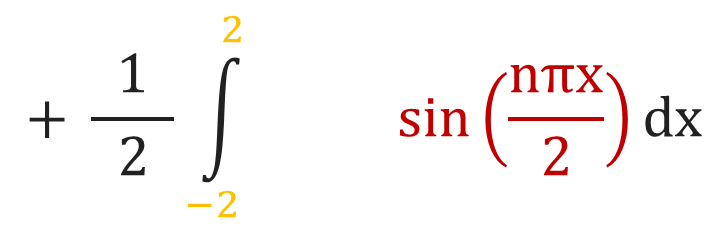 + 1/2 ∫_{-2}^{2} sin(nπx/2) dx